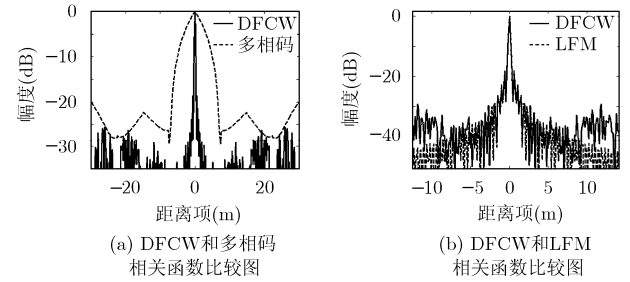 0
−10
−20
−30
幅度(dB)
DFCW
多相码
−20
0
20
距离项(m)
(a) DFCW和多相码
相关函数比较图
0
−20
−40
幅度(dB)
DFCW
LFM
−10
−5
0
5
10
距离项(m)
(b) DFCW和LFM
相关函数比较图